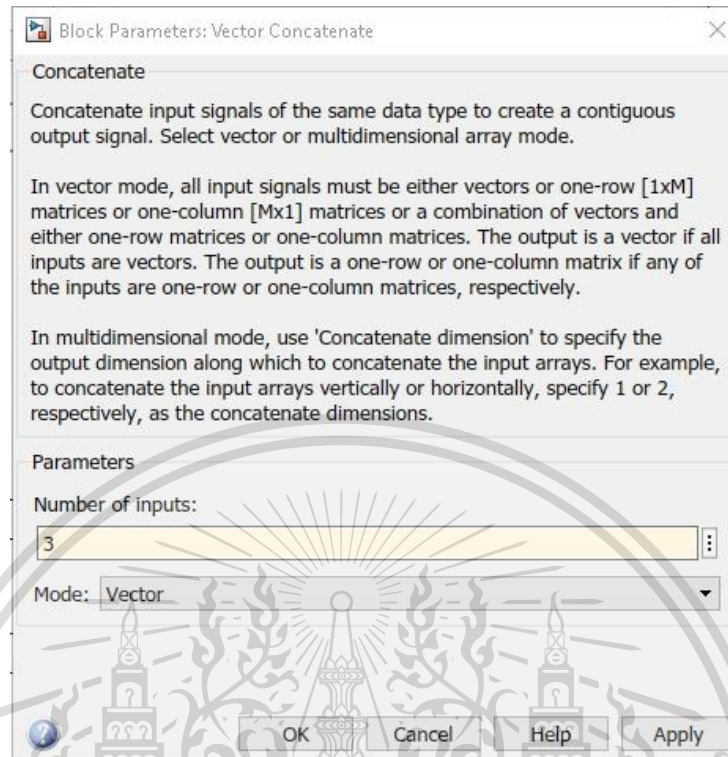 Block Parameters: Vector Concatenate
Concatenate
Concatenate input signals of the same data type to create a contiguous
output signal. Select vector or multidimensional array mode.
In vector mode, all input signals must be either vectors or one-row [1xM]
matrices or one-column [Mx1] matrices or a combination of vectors and
either one-row matrices or one-column matrices. The output is a vector if all
inputs are vectors. The output is a one-row or one-column matrix if any of
the inputs are one-row or one-column matrices, respectively.
In multidimensional mode, use 'Concatenate dimension' to specify the
output dimension along which to concatenate the input arrays. For example,
to concatenate the input arrays vertically or horizontally, specify 1 or 2,
respectively, as the concatenate dimensions.
Parameters
Number of inputs:
3
Mode: Vector
OK Cancel Help Apply